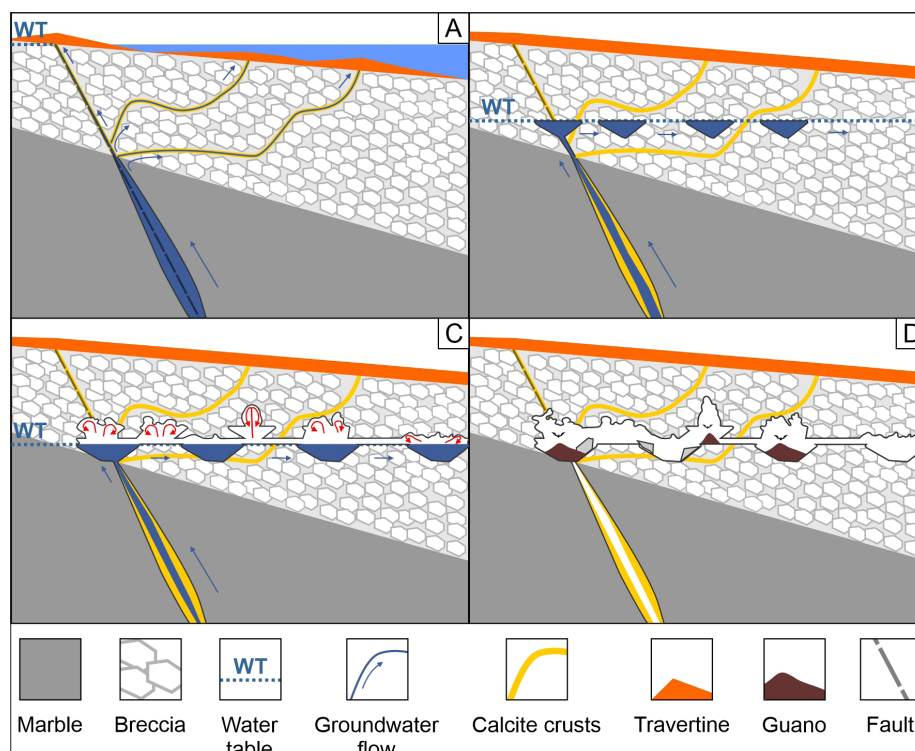 WT
A
WT
C
WT
D
WT
Marble
Breccia
Water
table
Groundwater
flow
Calcite crusts
Travertine
Guano
Fault